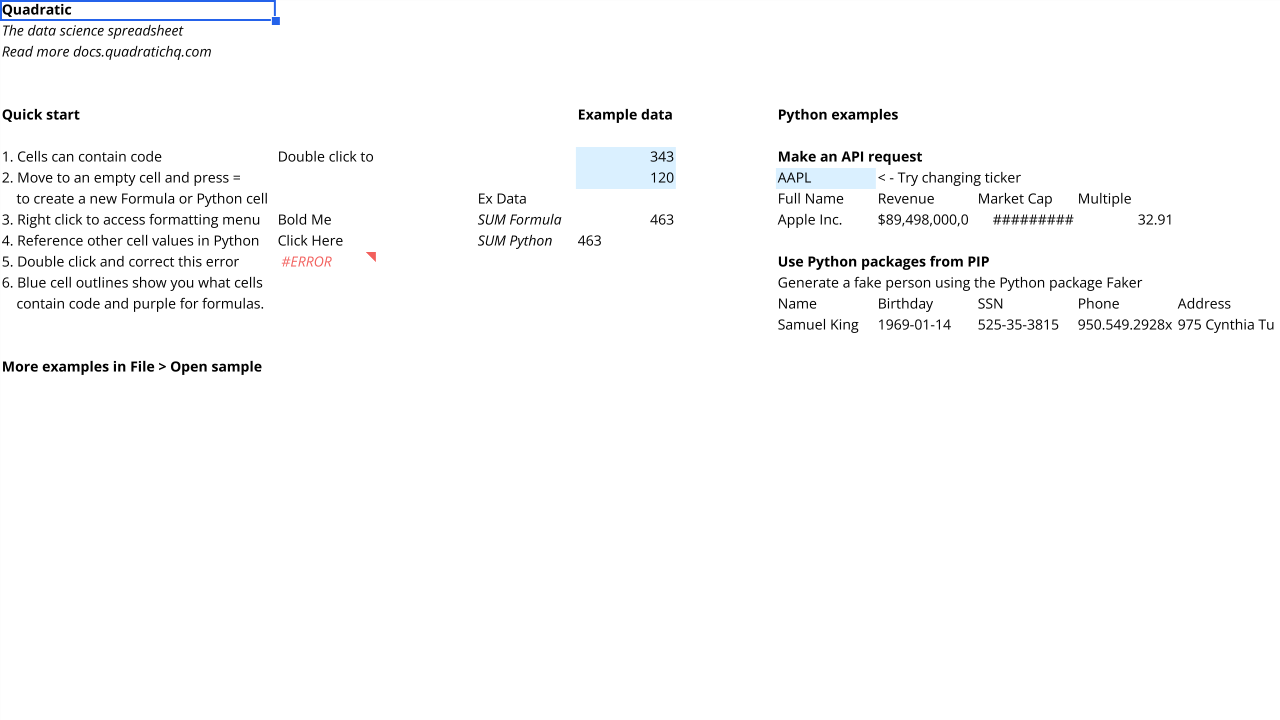 Quadratic
The data science spreadsheet
Read more docs.quadratichq.com
Quick start
Example data
Python examples
1. Cells can contain code
Double click to
343
Make an API request
2. Move to an empty cell and press =
120
AAPL
< - Try changing ticker
to create a new Formula or Python cell
Ex Data
Full Name
Revenue
Market Cap
Multiple
3. Right click to access formatting menu
Bold Me
SUM Formula
463
Apple Inc.
$89,498,000,0
#########
32.91
4. Reference other cell values in Python
Click Here
SUM Python
463
5. Double click and correct this error
#ERROR
Use Python packages from PIP
6. Blue cell outlines show you what cells
Generate a fake person using the Python package Faker
contain code and purple for formulas.
Name
Birthday
SSN
Phone
Address
Samuel King
1969-01-14
525-35-3815
950.549.2928x
975 Cynthia Tu
More examples in File > Open sample